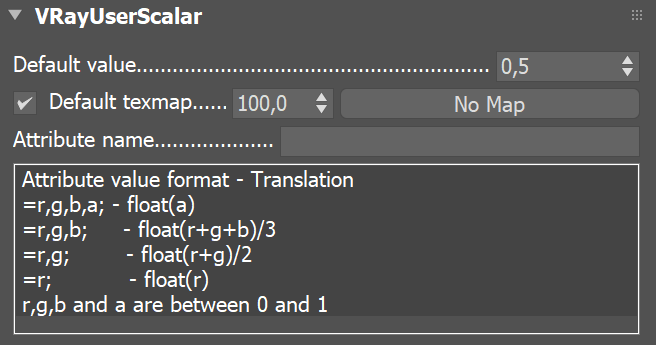 VRayUserScalar
Default value.................................................. 0,5
Default texmap...... 100,0 No Map
Attribute name.....................
Attribute value format - Translation
=r,g,b,a; - float(a)
=r,g,b; - float(r+g+b)/3
=r,g; - float(r+g)/2
=r; - float(r)
r,g,b and a are between 0 and 1